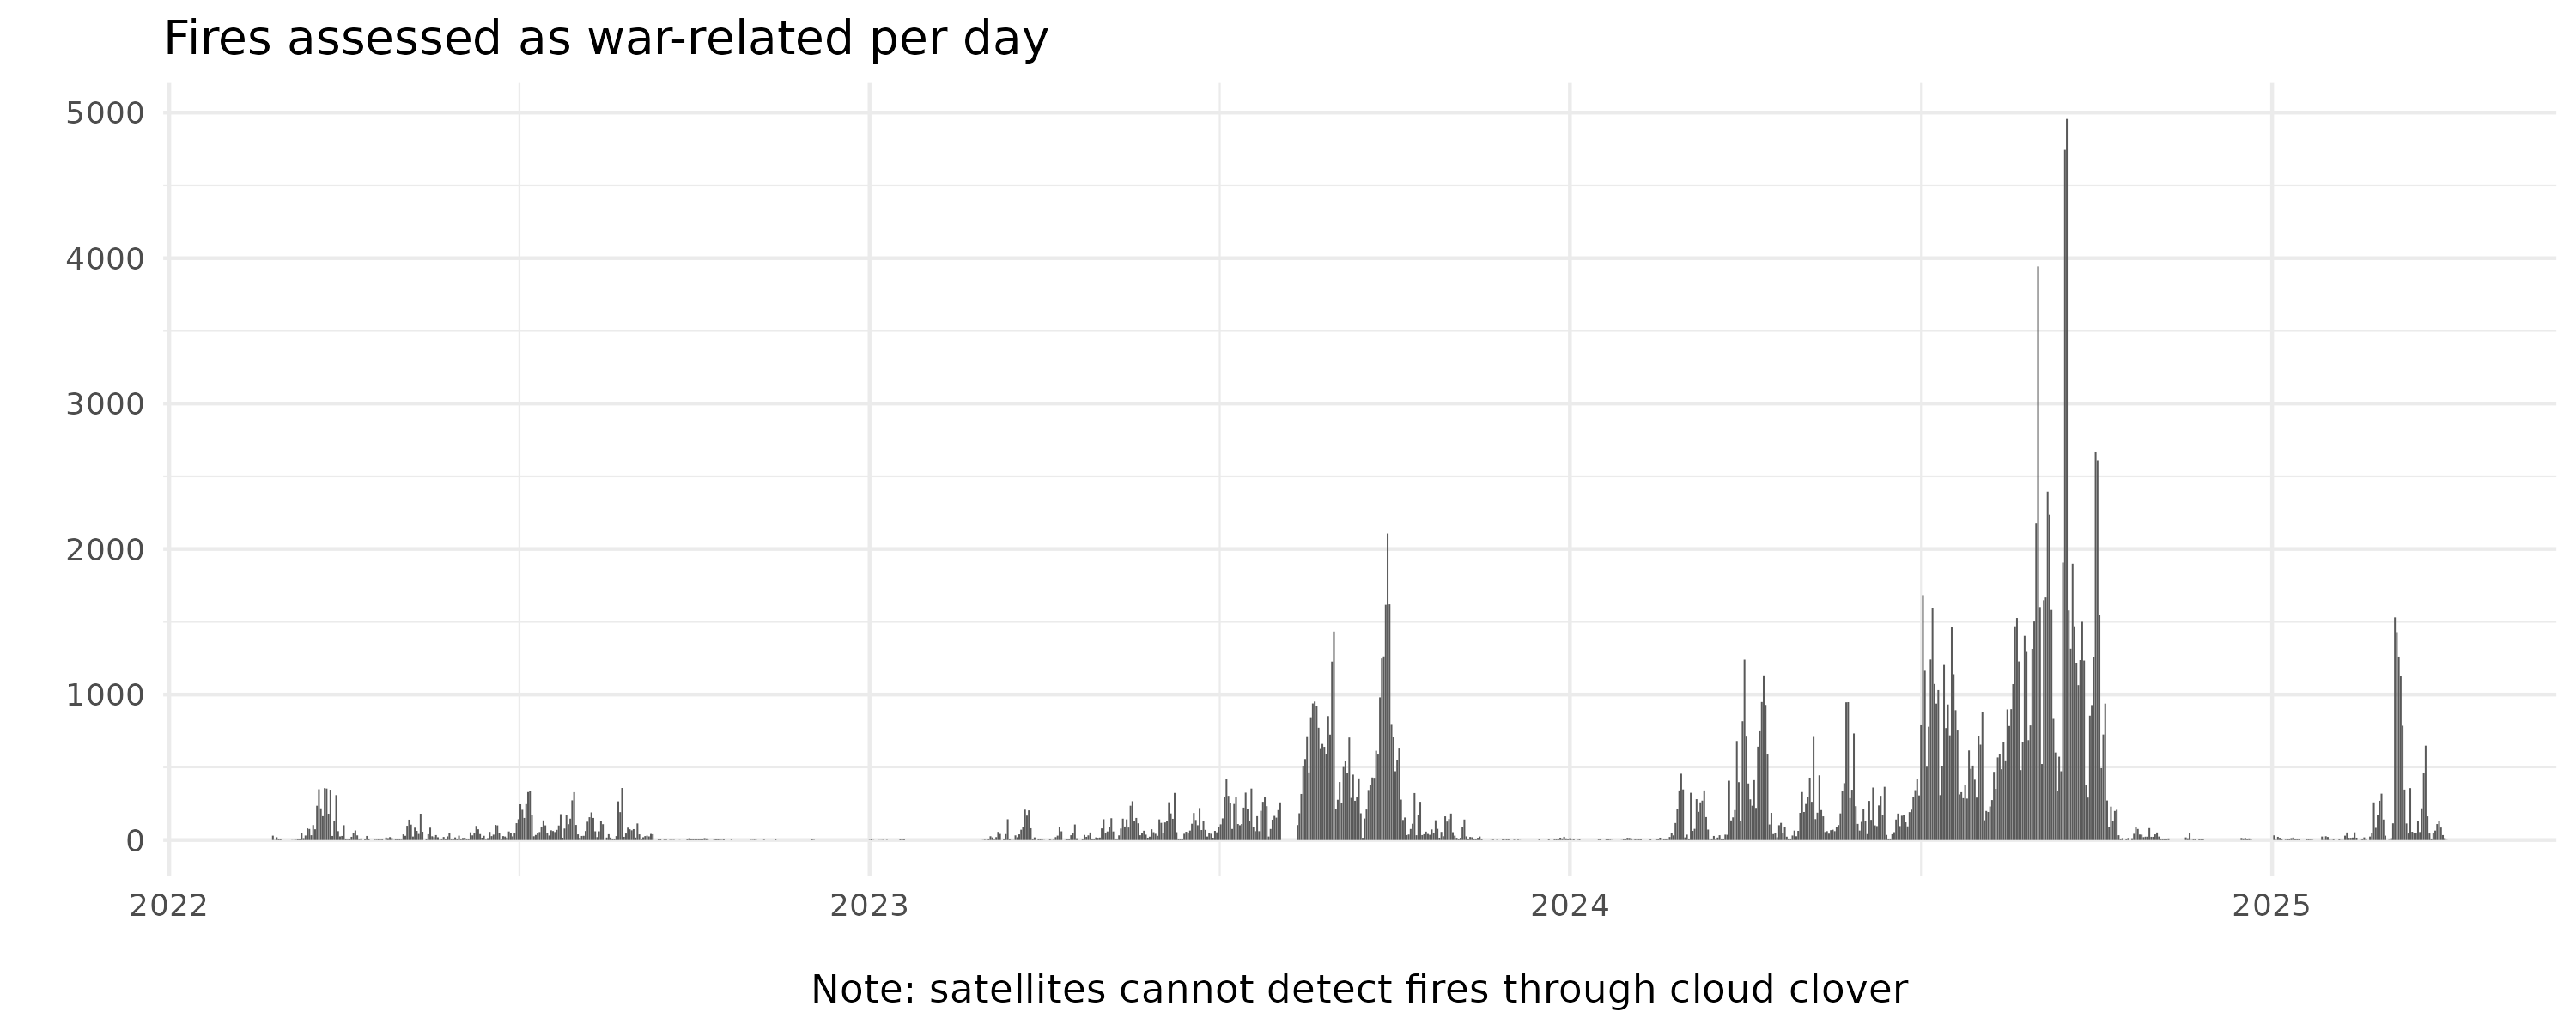 Fires assessed as war-related per day
5000
4000
3000
2000
1000
0
2022 2023 2024 2025
Note: satellites cannot detect fires through cloud clover